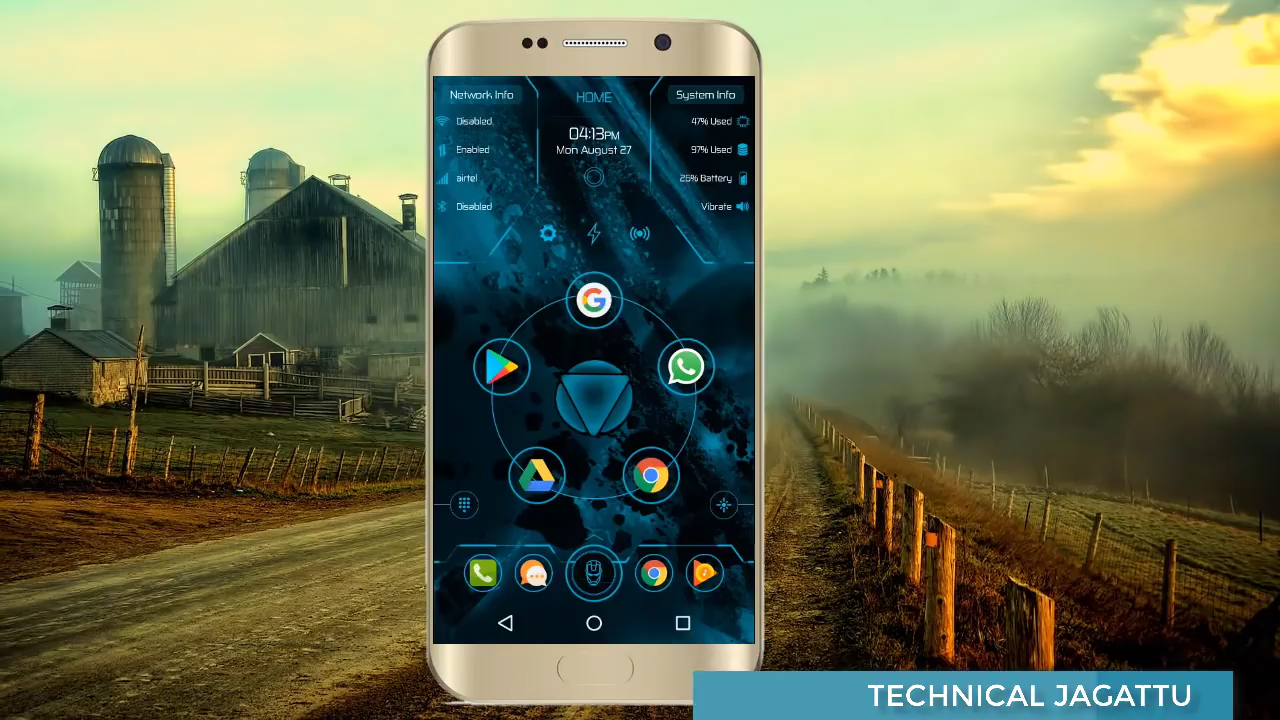 Network Info
HOME
System Info
Disabled
47% Used
04:13PM
Enabled
Mon August 27
97% Used
airtel
25% Battery
Disabled
Vibrate
TECHNICAL JAGATTU